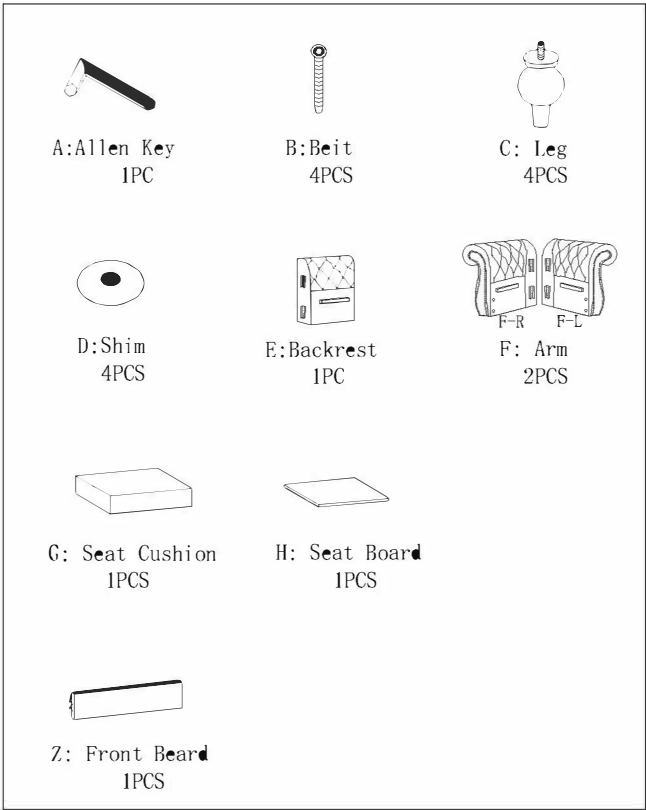 A:Allen Key
1PC
B:Beit
4PCS
C: Leg
4PCS
D:Shim
4PCS
E:Backrest
1PC
F-R
F-L
F: Arm
2PCS
G: Seat Cushion
1PCS
H: Seat Board
1PCS
Z: Front Beard
1PCS